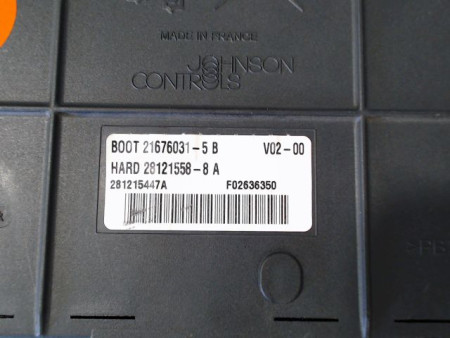 MADE IN FRANCE
JOHNSON
CONTROLS
BOOT 21676031-5 B V02-00
HARD 28121558-8 A
281215447A F02636350